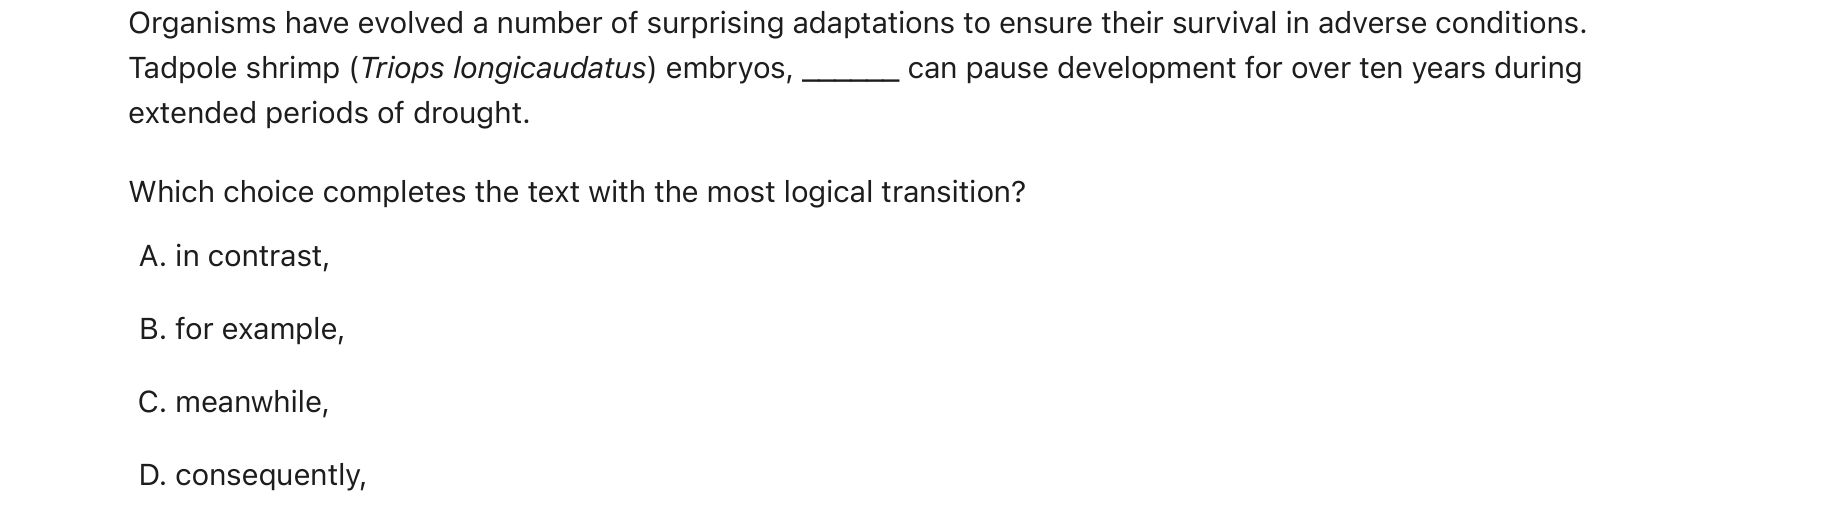 Organisms have evolved a number of surprising adaptations to ensure their survival in adverse conditions.
Tadpole shrimp (Triops longicaudatus) embryos, ______ can pause development for over ten years during
extended periods of drought.
Which choice completes the text with the most logical transition?
A. in contrast,
B. for example,
C. meanwhile,
D. consequently,